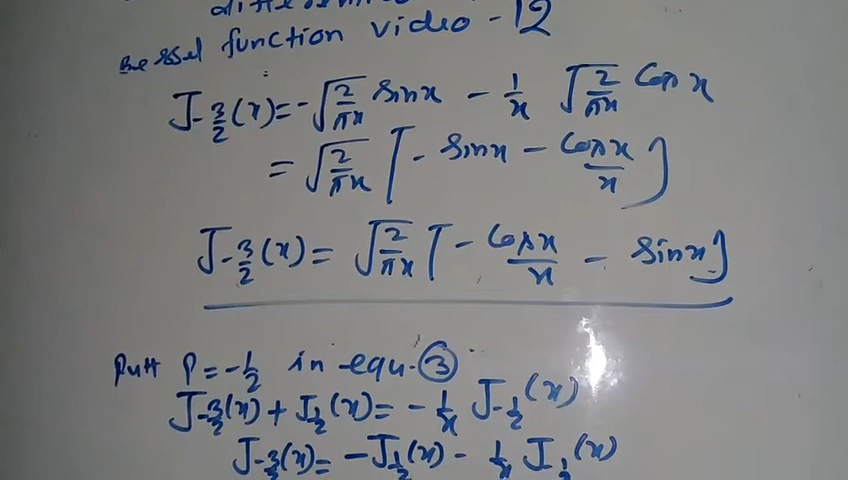 Bessel function video - 12
J-3/2(x) = -√(2/πx) sinx - 1/x √(2/πx) Cosx
= √(2/πx) [ - sinx - Cosx/x ]
J-3/2(x) = √(2/πx) [ - Cosx/x - sinx ]
Putt P = -1/2 in equ. ③
J-3/2(x) + J1/2(x) = - 1/x J-1/2(x)
J-3/2(x) = - J1/2(x) - 1/x J-1/2(x)